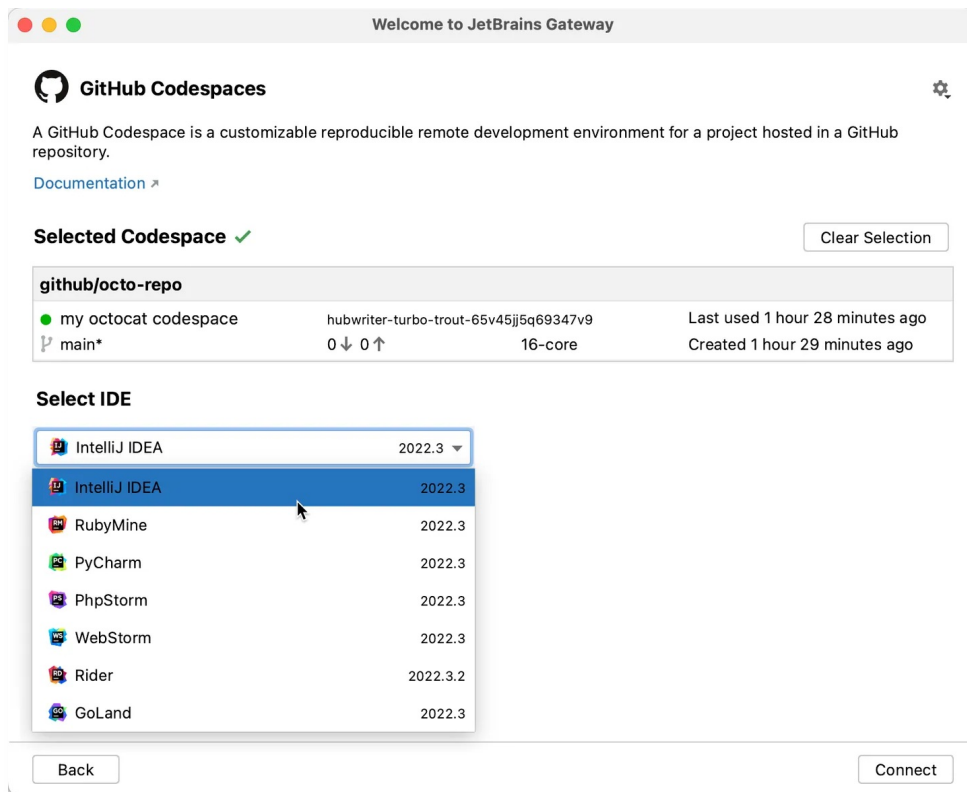 Welcome to JetBrains Gateway
GitHub Codespaces
A GitHub Codespace is a customizable reproducible remote development environment for a project hosted in a GitHub
repository.
Documentation ↗
Selected Codespace ✓
Clear Selection
github/octo-repo
my octocat codespace hubwriter-turbo-trout-65v45jj5q69347v9 Last used 1 hour 28 minutes ago
main* 0↓ 0↑ 16-core Created 1 hour 29 minutes ago
Select IDE
IntelliJ IDEA 2022.3
IntelliJ IDEA 2022.3
RubyMine 2022.3
PyCharm 2022.3
PhpStorm 2022.3
WebStorm 2022.3
Rider 2022.3.2
GoLand 2022.3
Back Connect